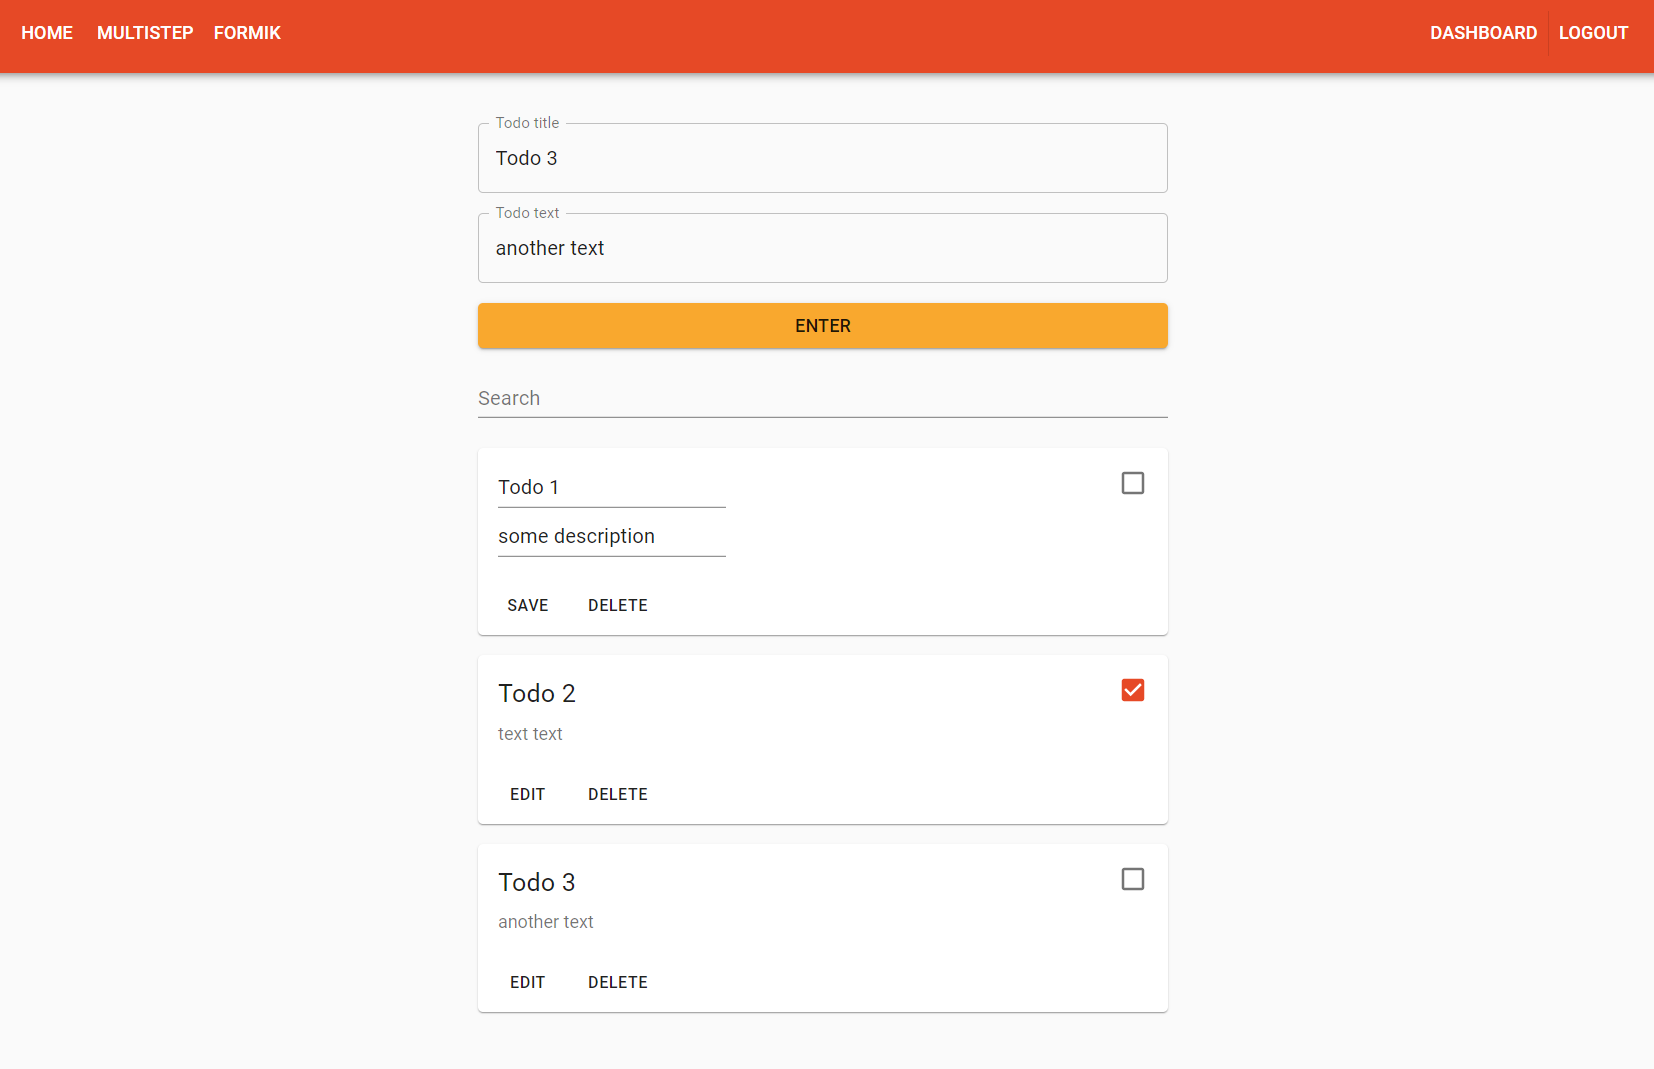 HOME MULTISTEP FORMIK DASHBOARD LOGOUT
Todo title
Todo 3
Todo text
another text
ENTER
Search
Todo 1
some description
SAVE DELETE
Todo 2
text text
EDIT DELETE
Todo 3
another text
EDIT DELETE